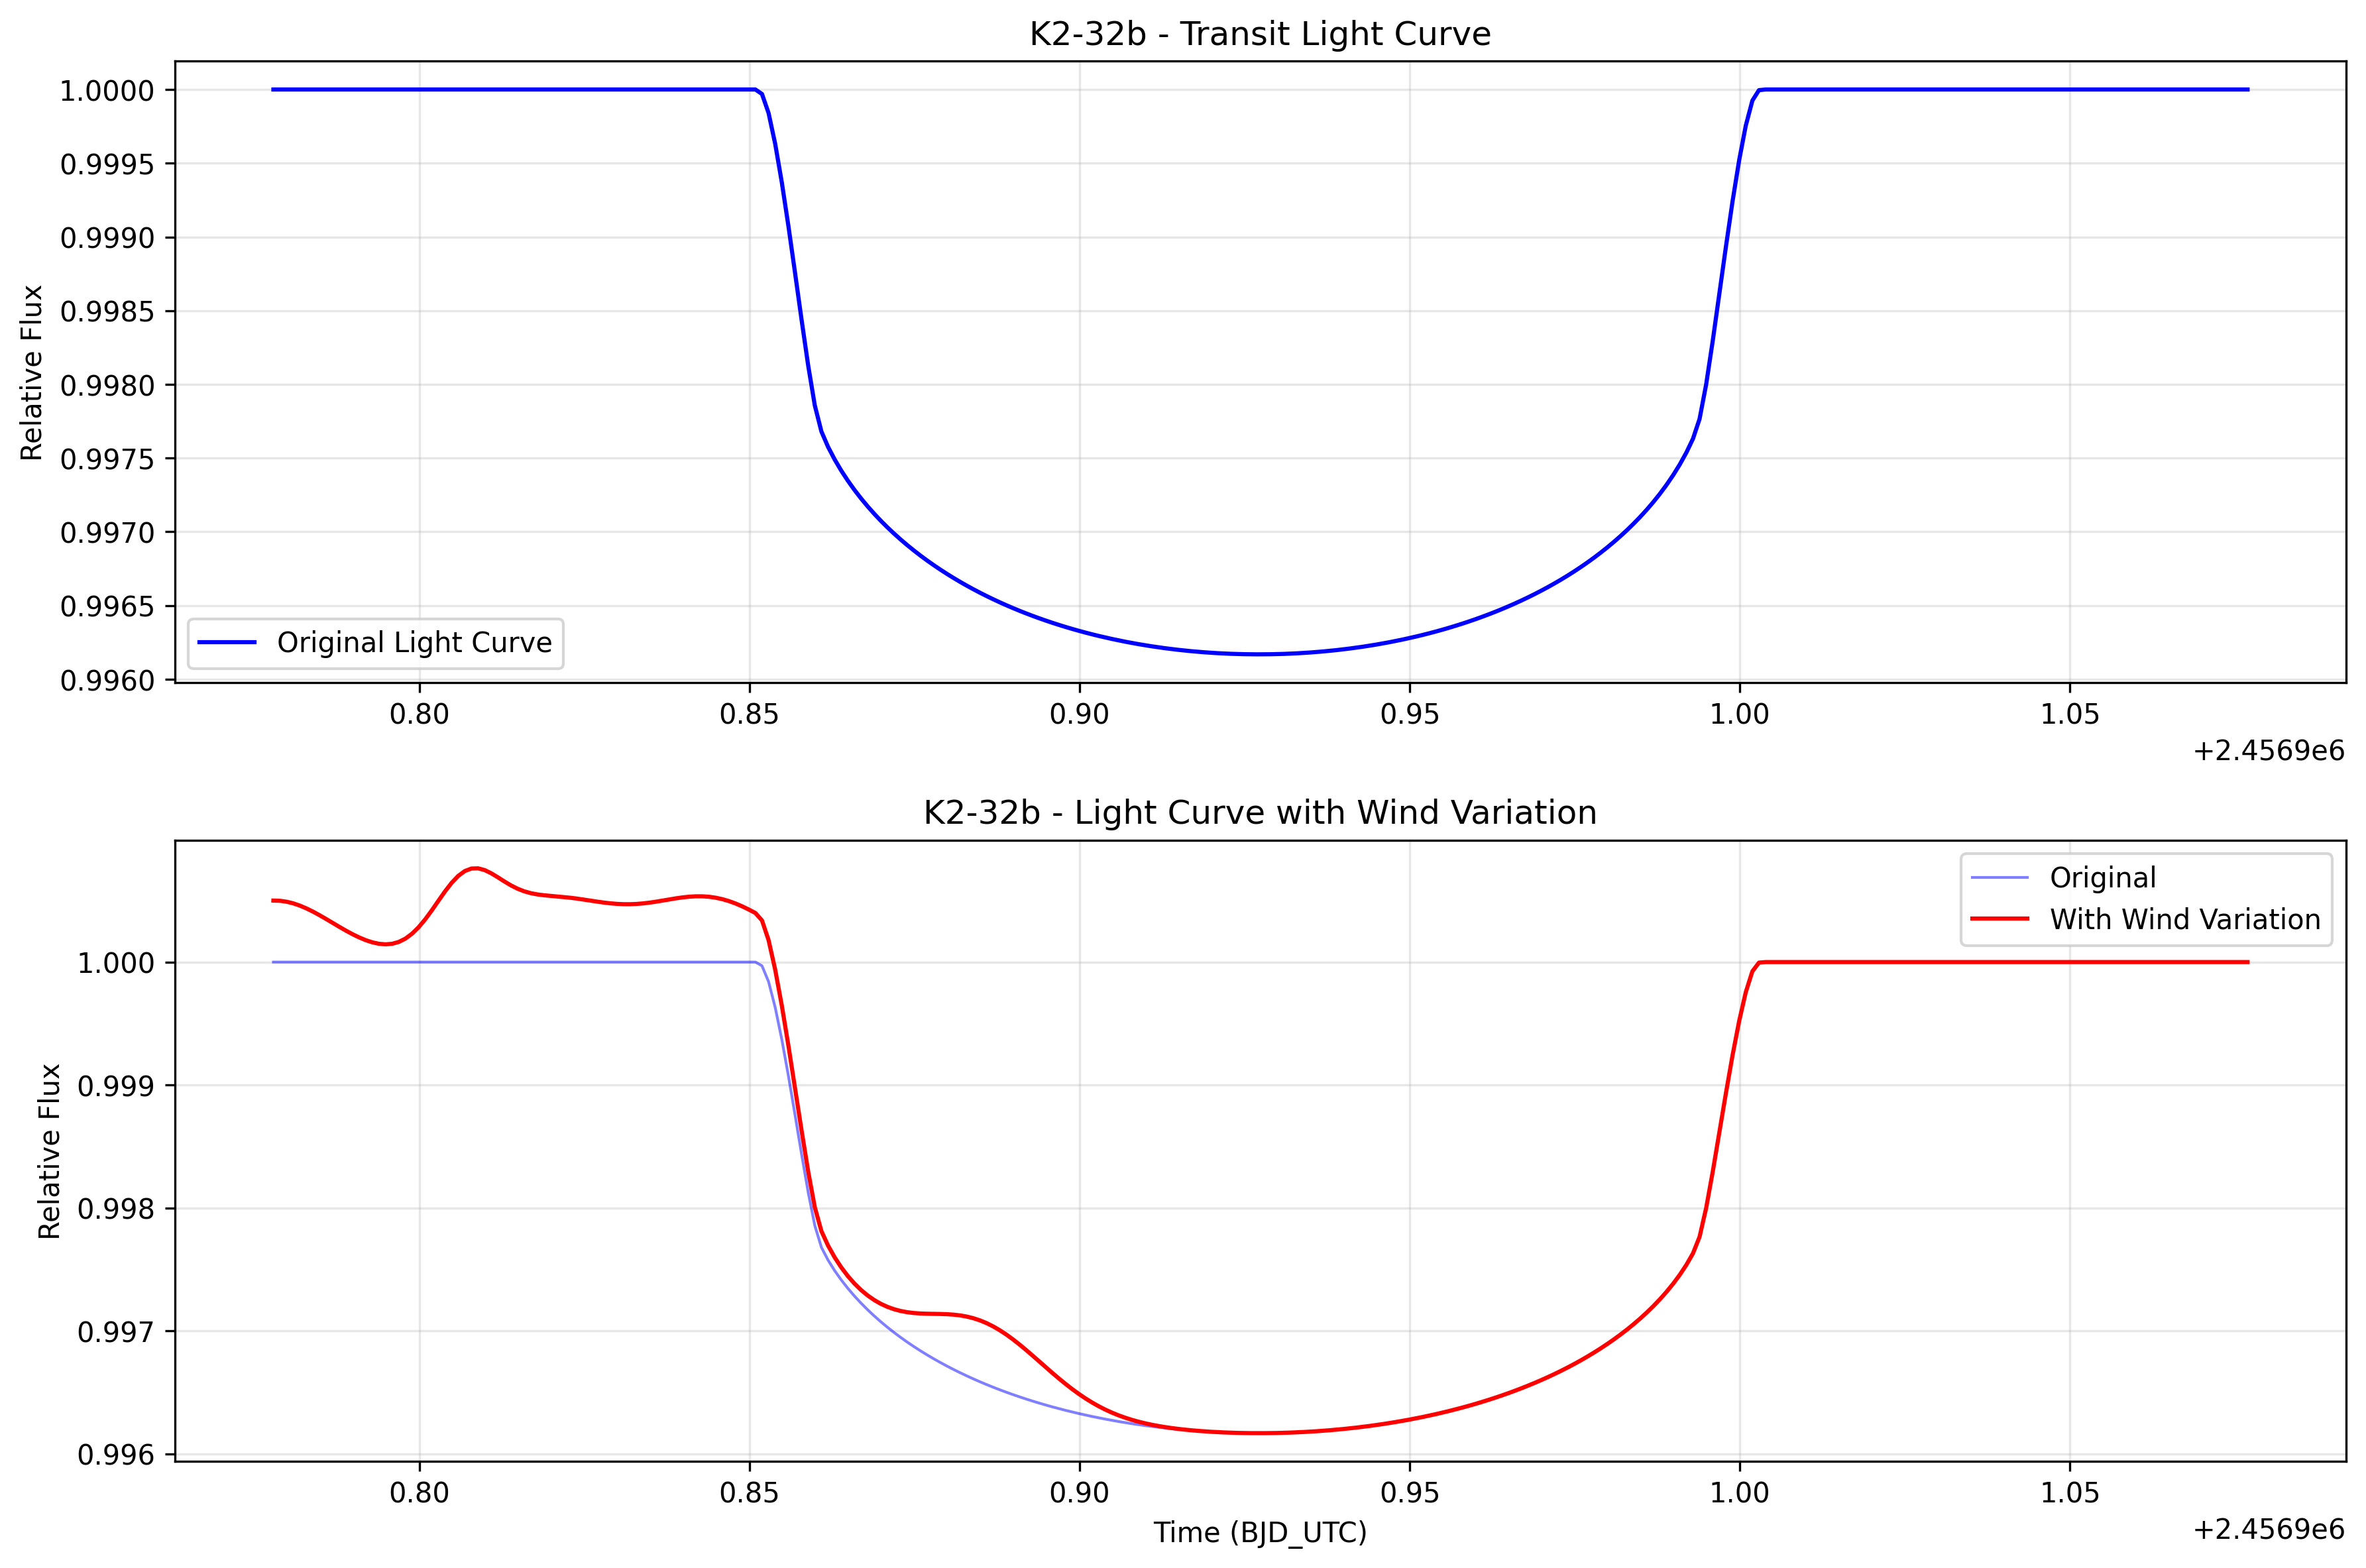 K2-32b - Transit Light Curve
Relative Flux
1.0000
0.9995
0.9990
0.9985
0.9980
0.9975
0.9970
0.9965
0.9960
Original Light Curve
0.80 0.85 0.90 0.95 1.00 1.05
+2.4569e6
K2-32b - Light Curve with Wind Variation
Relative Flux
1.000
0.999
0.998
0.997
0.996
Original
With Wind Variation
0.80 0.85 0.90 0.95 1.00 1.05
Time (BJD_UTC)
+2.4569e6